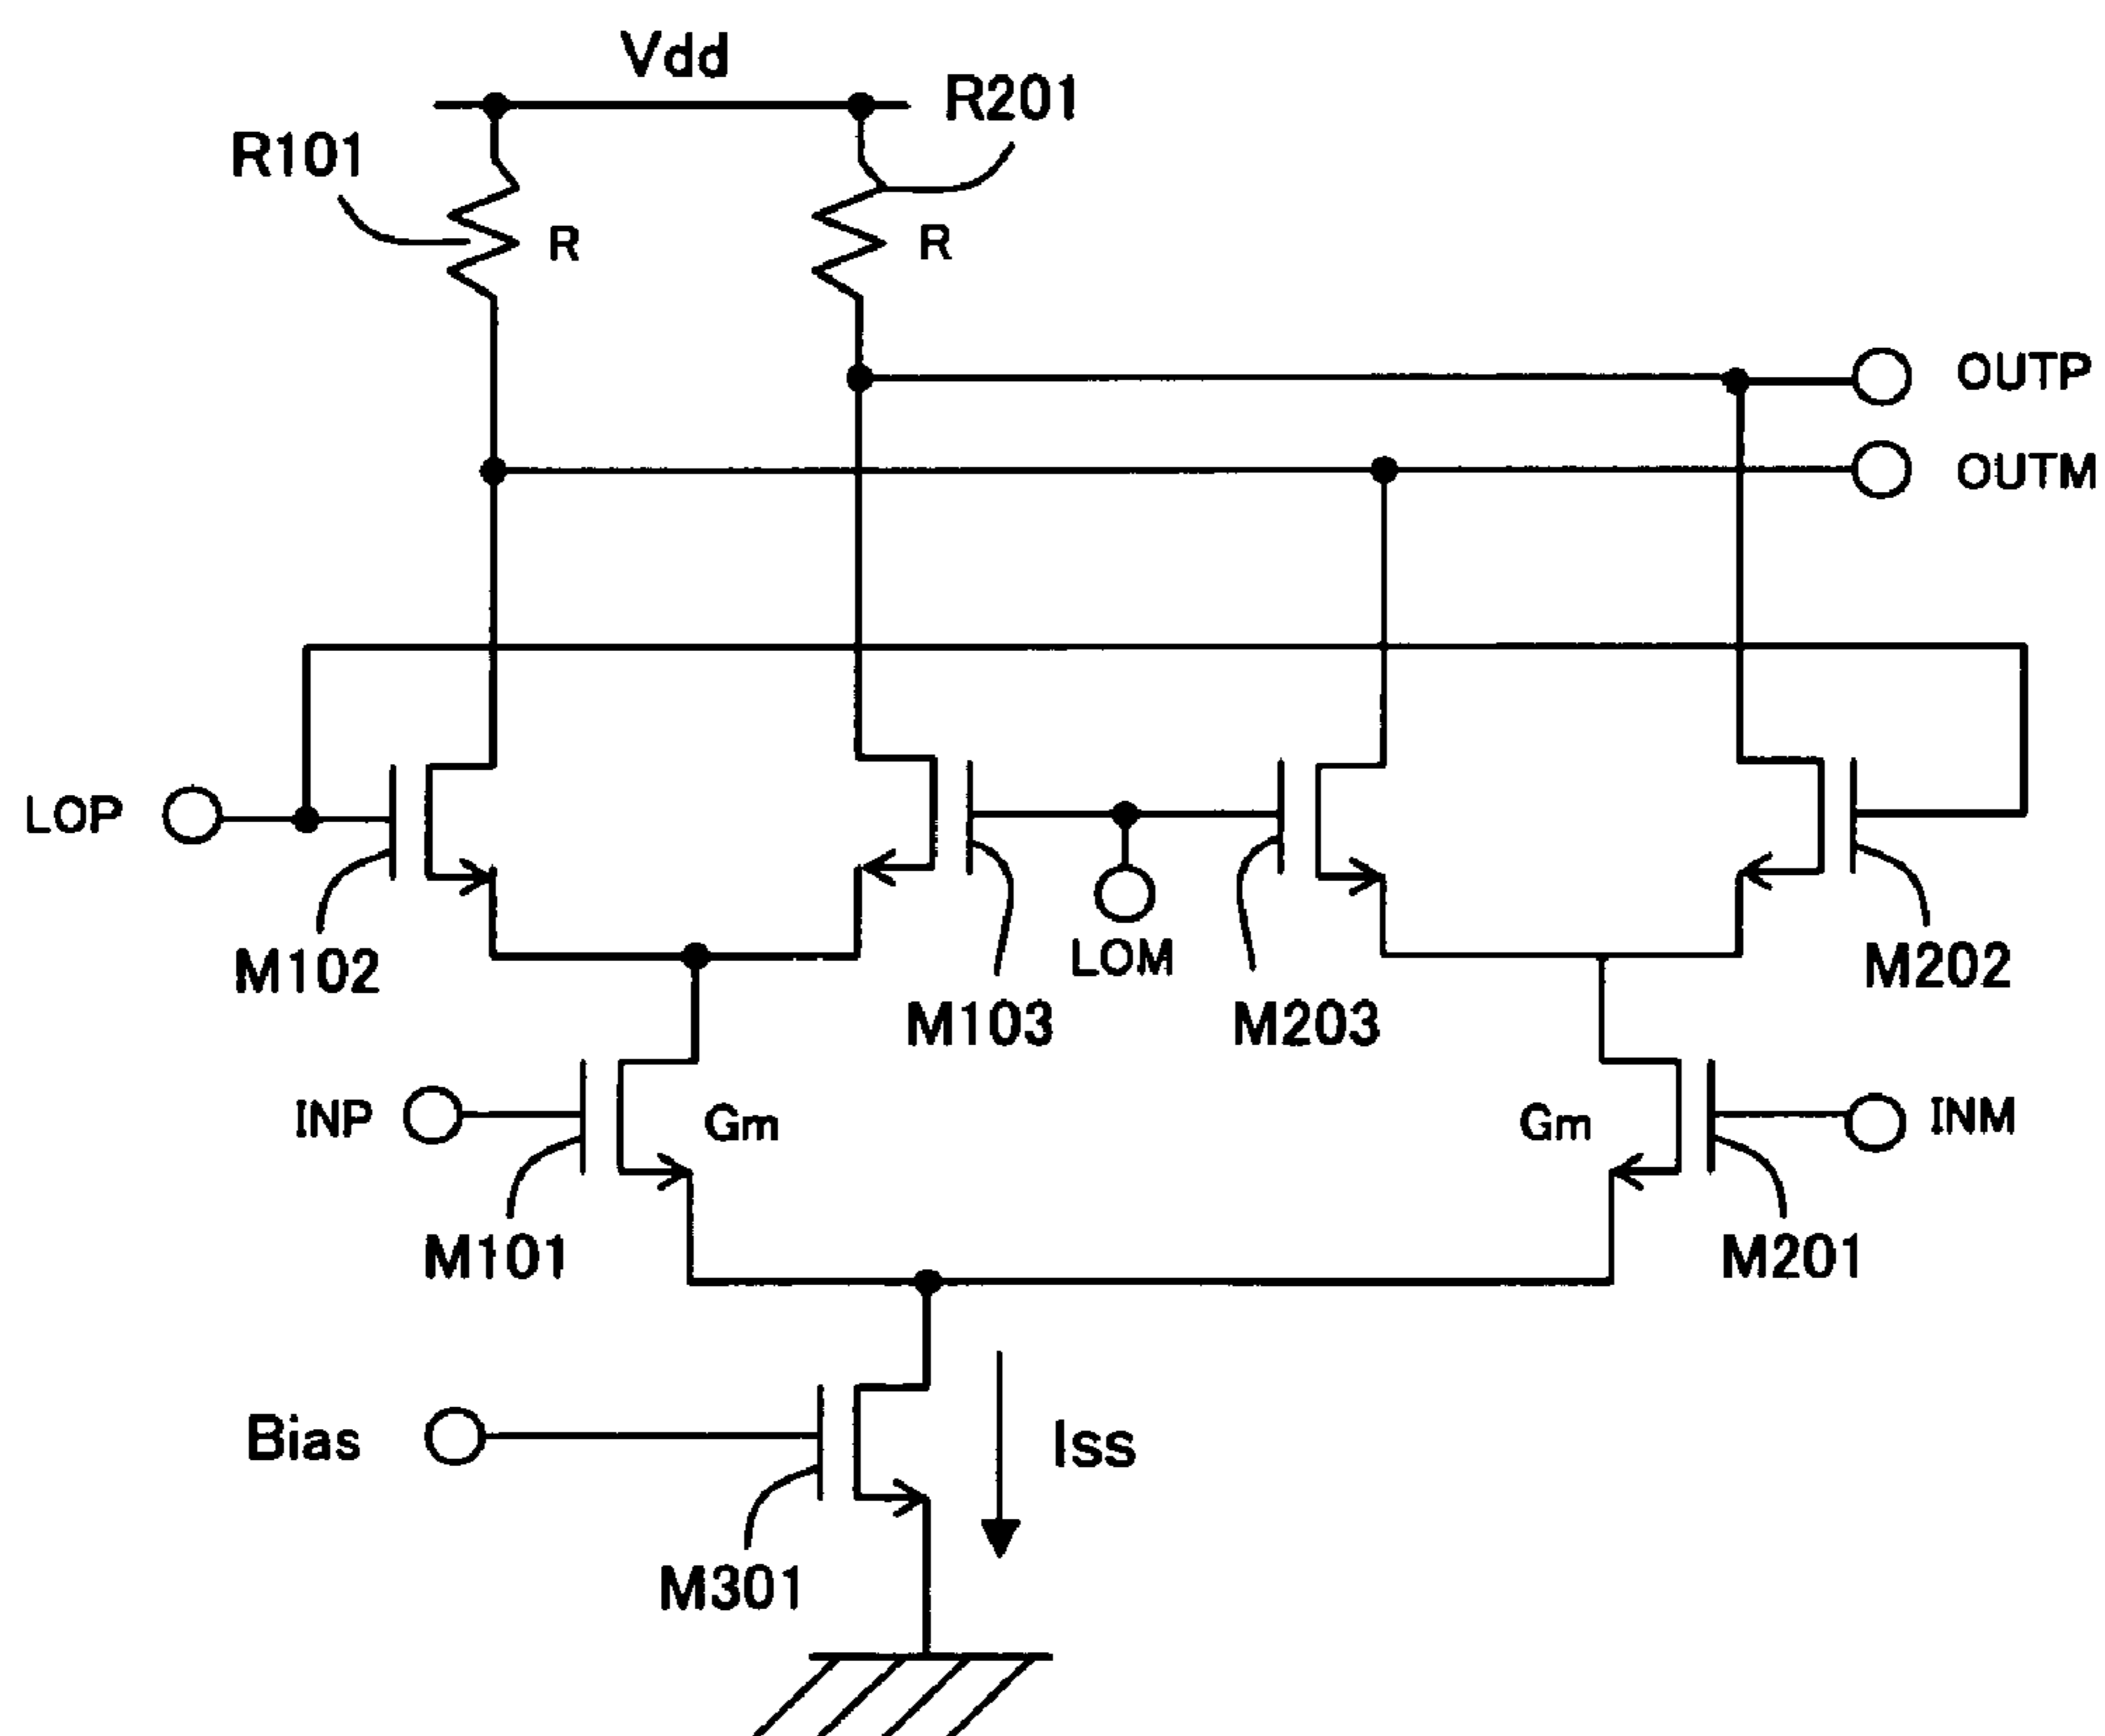 Vdd
R201
R101
R
R
OUTP
OUTM
LOP
LOM
M102
M202
M103
M203
INP
Gm
Gm
INM
M101
M201
Bias
Iss
M301